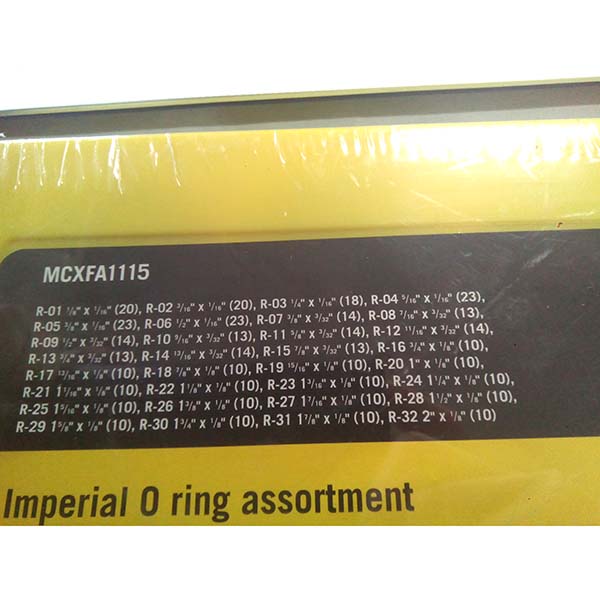 MCXFA1115
R-01 1/8" x 1/16" (20), R-02 3/16" x 1/16" (20), R-03 1/4" x 1/16" (18), R-04 5/16" x 1/16" (23),
R-05 3/8" x 1/16" (23), R-06 1/2" x 1/16" (23), R-07 3/8" x 3/32" (14), R-08 7/16" x 3/32" (13),
R-09 1/2" x 3/32" (14), R-10 9/16" x 3/32" (13), R-11 5/8" x 3/32" (14), R-12 11/16" x 3/32" (14),
R-13 3/4" x 3/32" (13), R-14 13/16" x 3/32" (14), R-15 7/8" x 3/32" (13), R-16 3/4" x 1/8" (10),
R-17 13/16" x 1/8" (10), R-18 7/8" x 1/8" (10), R-19 15/16" x 1/8" (10), R-20 1" x 1/8" (10),
R-21 1 1/16" x 1/8" (10), R-22 1 1/8" x 1/8" (10), R-23 1 3/16" x 1/8" (10), R-24 1 1/4" x 1/8" (10),
R-25 1 5/16" x 1/8" (10), R-26 1 3/8" x 1/8" (10), R-27 1 7/16" x 1/8" (10), R-28 1 1/2" x 1/8" (10),
R-29 1 5/8" x 1/8" (10), R-30 1 3/4" x 1/8" (10), R-31 1 7/8" x 1/8" (10), R-32 2" x 1/8" (10)
Imperial O ring assortment